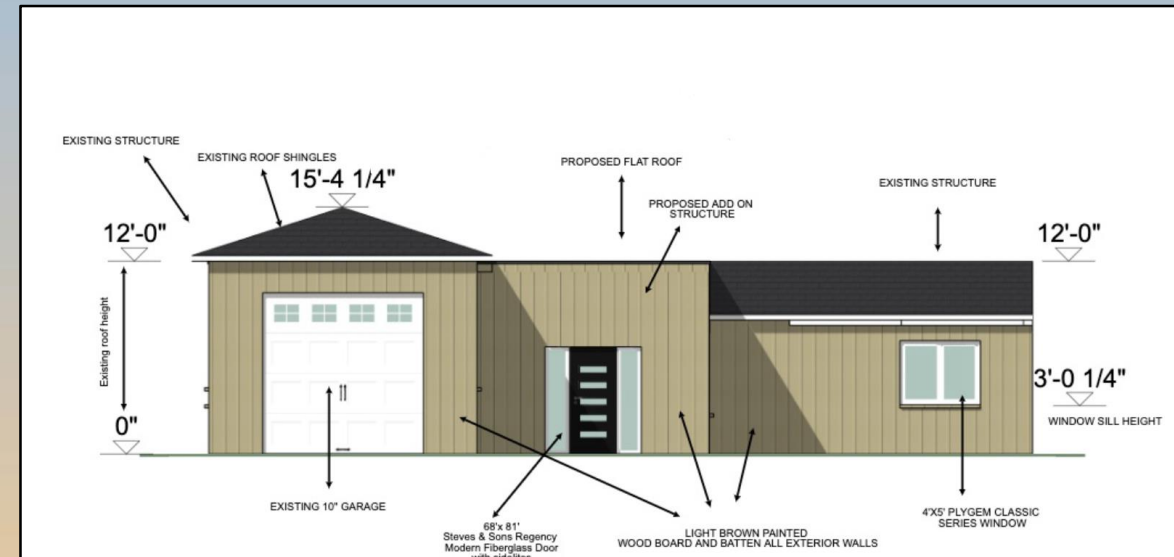 EXISTING STRUCTURE
EXISTING ROOF SHINGLES
15'-4 1/4"
PROPOSED FLAT ROOF
EXISTING STRUCTURE
PROPOSED ADD ON
STRUCTURE
12'-0"
12'-0"
Existing roof height
3'-0 1/4"
WINDOW SILL HEIGHT
0"
EXISTING 10" GARAGE
68'x 81'
Steves & Sons Regency
Modern Fiberglass Door
with sidelites
LIGHT BROWN PAINTED
WOOD BOARD AND BATTEN ALL EXTERIOR WALLS
4'X5' PLYGEM CLASSIC
SERIES WINDOW